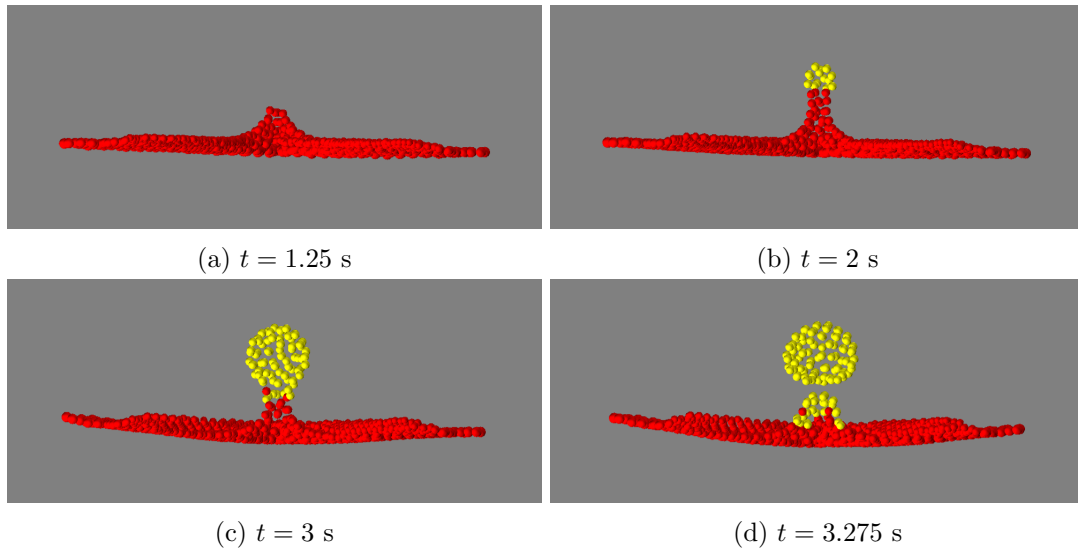 (a) t = 1.25 s
(b) t = 2 s
(c) t = 3 s
(d) t = 3.275 s